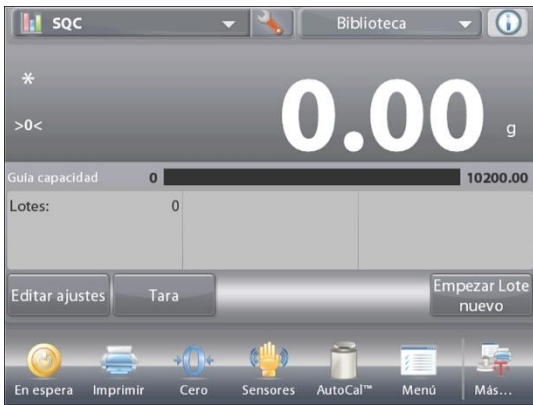 SQC
Biblioteca
*
>0<
0.00 g
Guía capacidad 0 10200.00
Lotes: 0
Editar ajustes
Tara
Empezar Lote
nuevo
En espera
Imprimir
Cero
Sensores
AutoCal™
Menú
Más...